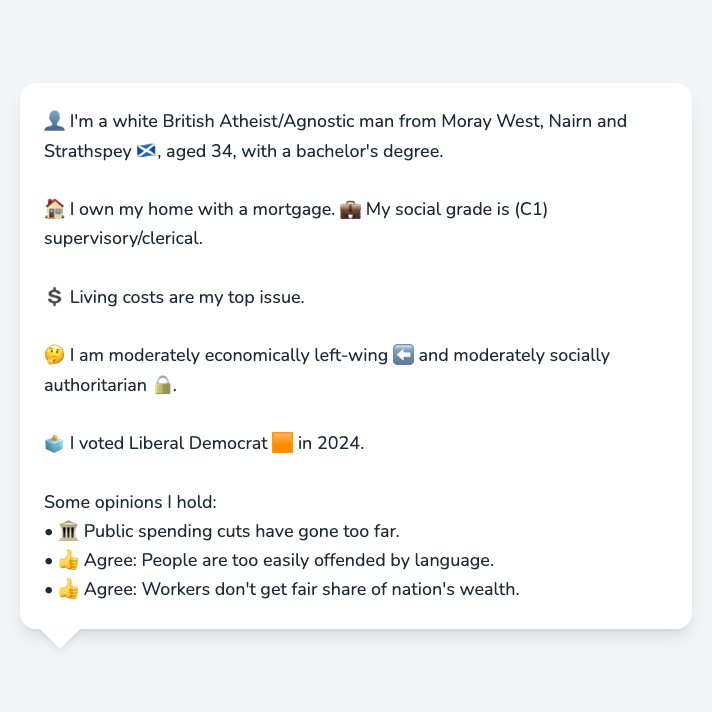 👤 I'm a white British Atheist/Agnostic man from Moray West, Nairn and
Strathspey 🏴󠁧󠁢󠁳󠁣󠁴󠁿, aged 34, with a bachelor's degree.
🏠 I own my home with a mortgage. 💼 My social grade is (C1)
supervisory/clerical.
💲 Living costs are my top issue.
🤔 I am moderately economically left-wing ⬅️ and moderately socially
authoritarian 🔒.
🗳️ I voted Liberal Democrat 🟧 in 2024.
Some opinions I hold:
• 🏛️ Public spending cuts have gone too far.
• 👍 Agree: People are too easily offended by language.
• 👍 Agree: Workers don't get fair share of nation's wealth.